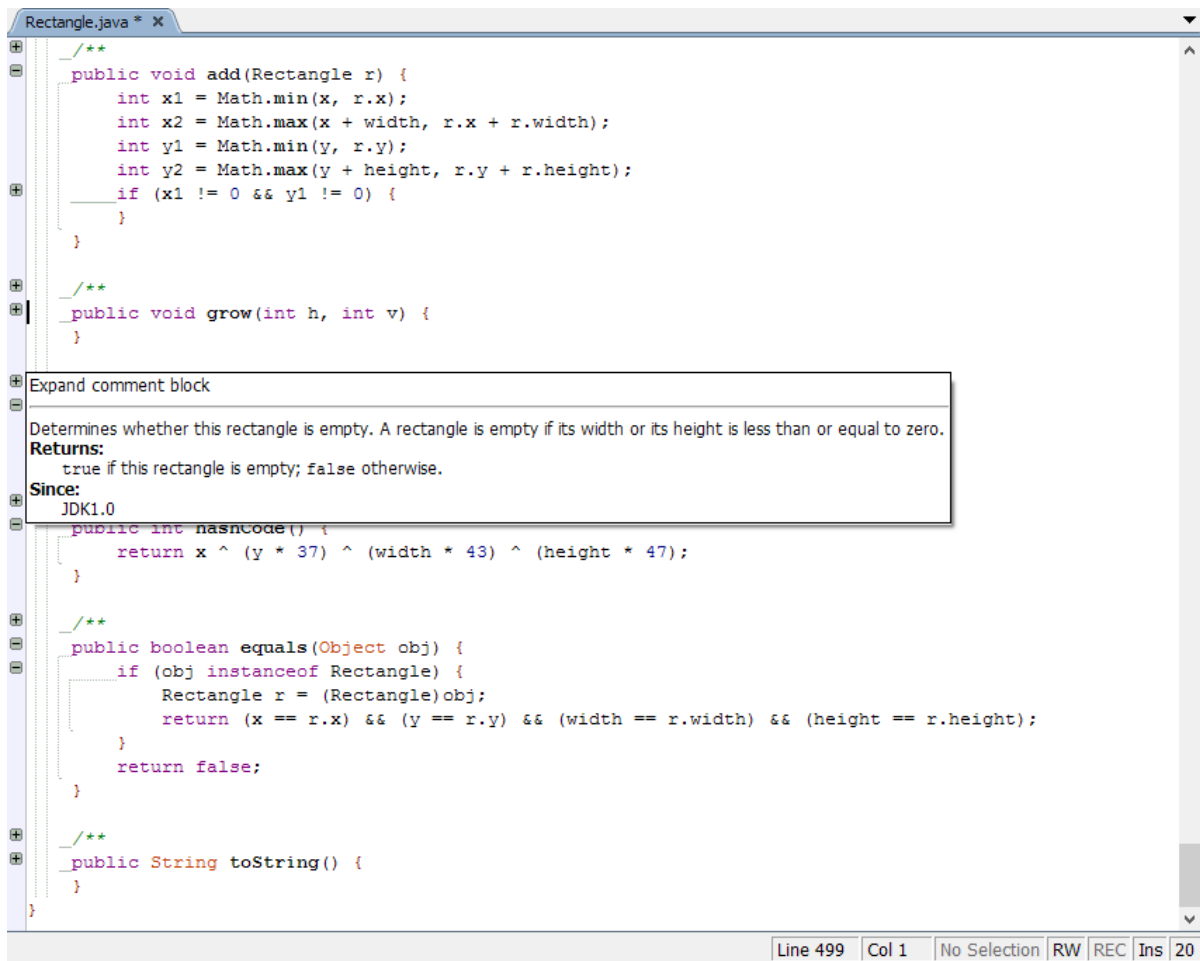 Rectangle.java *
/**
public void add(Rectangle r) {
int x1 = Math.min(x, r.x);
int x2 = Math.max(x + width, r.x + r.width);
int y1 = Math.min(y, r.y);
int y2 = Math.max(y + height, r.y + r.height);
if (x1 != 0 && y1 != 0) {
}
}
/**
public void grow(int h, int v) {
}
Expand comment block
Determines whether this rectangle is empty. A rectangle is empty if its width or its height is less than or equal to zero.
Returns:
true if this rectangle is empty; false otherwise.
Since:
JDK1.0
public int hashCode() {
return x ^ (y * 37) ^ (width * 43) ^ (height * 47);
}
/**
public boolean equals(Object obj) {
if (obj instanceof Rectangle) {
Rectangle r = (Rectangle)obj;
return (x == r.x) && (y == r.y) && (width == r.width) && (height == r.height);
}
return false;
}
/**
public String toString() {
}
}
Line 499 Col 1 No Selection RW REC Ins 20